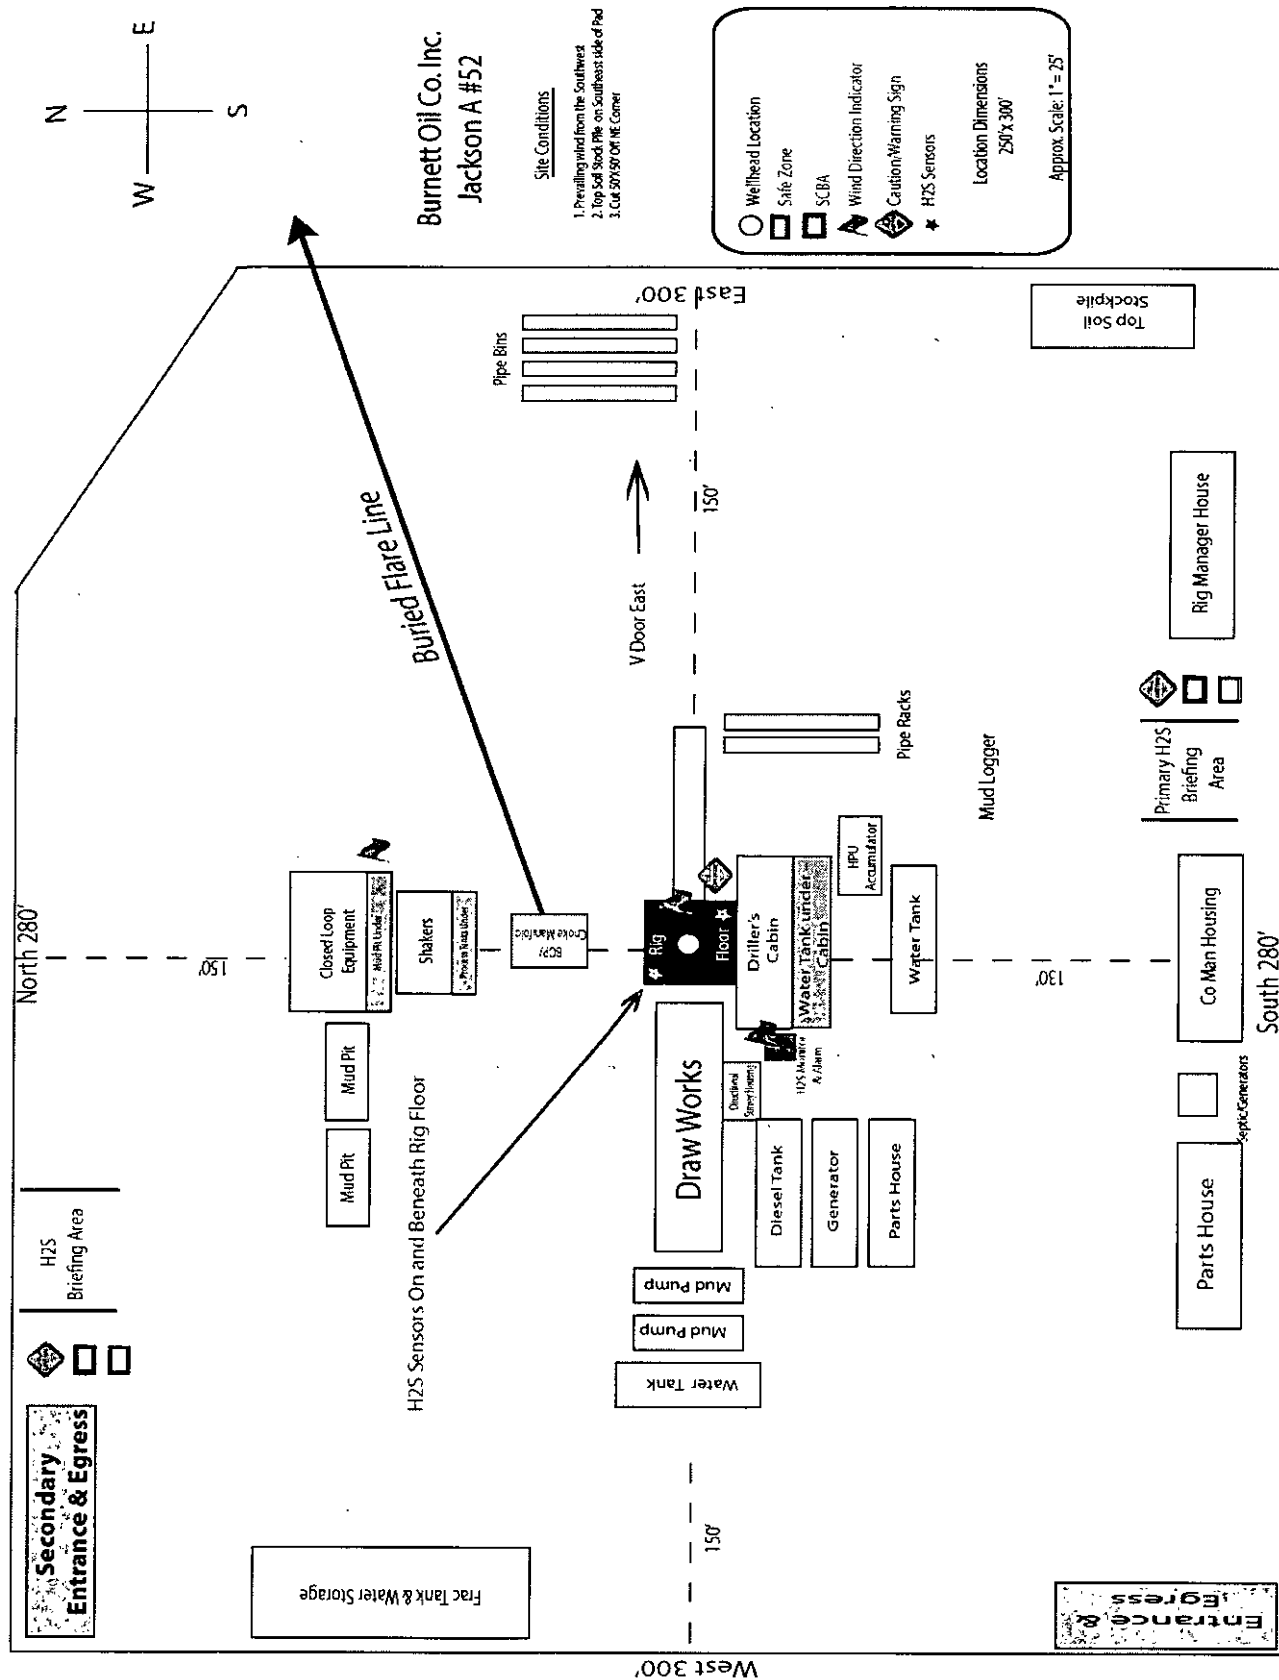 N
W
E
S
Burnett Oil Co. Inc.
Jackson A #52
Site Conditions
1. Prevailing wind from the Southwest
2. Top Soil Stock Pile on Southeast side of Pad
3. Cut 50'X50' Off NE Corner
Wellhead Location
Safe Zone
SCBA
Wind Direction Indicator
Caution/Warning Sign
H2S Sensors
Location Dimensions
250'x 300'
Approx. Scale: 1" = 25'
North 280'
150'
East 300'
150'
South 280'
130'
West 300'
150'
Secondary
Entrance & Egress
H2S
Briefing Area
Mud Pit
Mud Pit
Closed Loop
Equipment
Mud Pit Under
Shakers
Process Tanks Under
Choke Manifold
Buried Flare Line
Pipe Bins
V Door East
H2S Sensors On and Beneath Rig Floor
Rig
Floor
Draw Works
Driller's
Cabin
Water Tank under
Cabin
H2S Monitor
& Alarm
HPU
Accumulator
Water Tank
Pipe Racks
Mud Logger
Diesel Tank
Generator
Parts House
Mud Pump
Mud Pump
Water Tank
Frac Tank & Water Storage
Top Soil
Stockpile
Rig Manager House
Primary H2S
Briefing
Area
Co Man Housing
Septic/Generators
Parts House
Entrance &
Egress